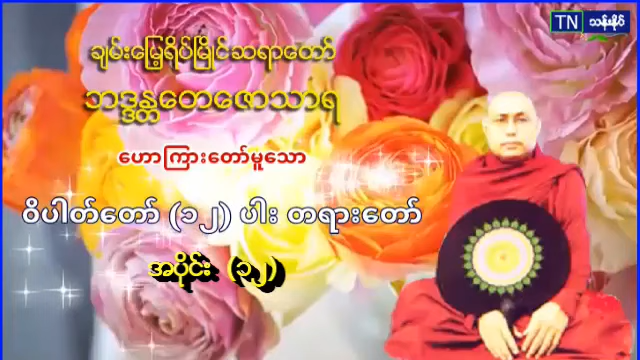 TN သန်းနိုင်
ချမ်းမြေ့ရိပ်မြိုင်ဆရာတော်
ဘဒ္ဒန္တတေဇောသာရ
ဟောကြားတော်မူသော
ဝိပါတ်တော် (၁၂) ပါး တရားတော်
အပိုင်း (၁၂)